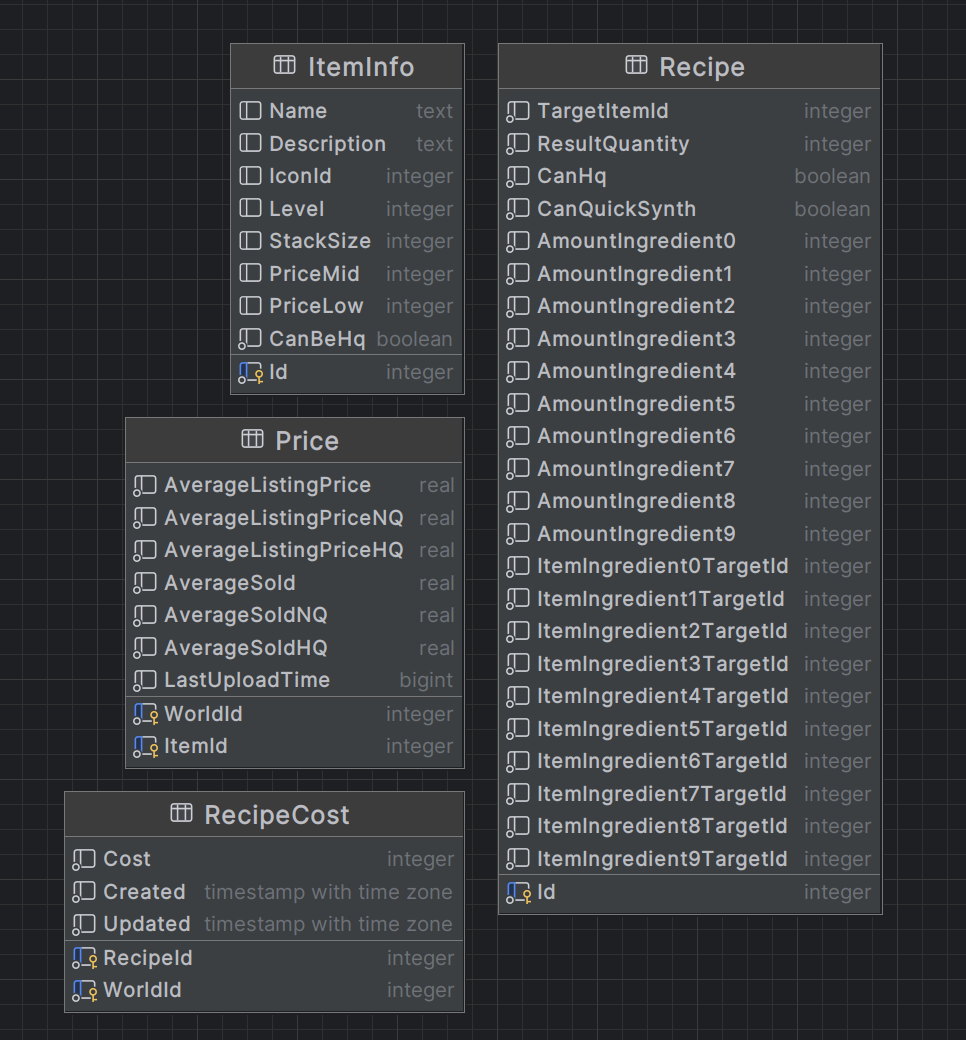 ItemInfo
Name text
Description text
IconId integer
Level integer
StackSize integer
PriceMid integer
PriceLow integer
CanBeHq boolean
Id integer
Price
AverageListingPrice real
AverageListingPriceNQ real
AverageListingPriceHQ real
AverageSold real
AverageSoldNQ real
AverageSoldHQ real
LastUploadTime bigint
WorldId integer
ItemId integer
RecipeCost
Cost integer
Created timestamp with time zone
Updated timestamp with time zone
RecipeId integer
WorldId integer
Recipe
TargetItemId integer
ResultQuantity integer
CanHq boolean
CanQuickSynth boolean
AmountIngredient0 integer
AmountIngredient1 integer
AmountIngredient2 integer
AmountIngredient3 integer
AmountIngredient4 integer
AmountIngredient5 integer
AmountIngredient6 integer
AmountIngredient7 integer
AmountIngredient8 integer
AmountIngredient9 integer
ItemIngredient0TargetId integer
ItemIngredient1TargetId integer
ItemIngredient2TargetId integer
ItemIngredient3TargetId integer
ItemIngredient4TargetId integer
ItemIngredient5TargetId integer
ItemIngredient6TargetId integer
ItemIngredient7TargetId integer
ItemIngredient8TargetId integer
ItemIngredient9TargetId integer
Id integer